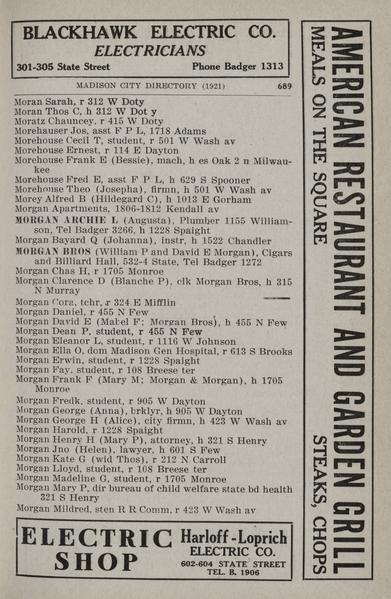 BLACKHAWK ELECTRIC CO.
ELECTRICIANS
301-305 State Street Phone Badger 1313
MADISON CITY DIRECTORY (1921) 689
Moran Sarah, r 312 W Doty
Moran Thos C, h 312 W Doty
Moratz Chauncey, r 415 W Doty
Morehauser Jos, asst F P L, 1718 Adams
Morehouse Cecil T, student, r 501 W Wash av
Morehouse Ernest, r 114 E Dayton
Morehouse Frank E (Bessie), mach, h es Oak 2 n Milwau-
kee
Morehouse Fred E, asst F P L, h 629 S Spooner
Morehouse Theo (Josepha), firmn, h 501 W Wash av
Morey Alfred B (Hildegard C), h 1013 E Gorham
Morgan Apartments, 1806-1812 Kendall av
MORGAN ARCHIE L (Augusta), Plumber 1155 William-
son, Tel Badger 3266, h 1228 Spaight
Morgan Bayard Q (Johanna), instr, h 1522 Chandler
MORGAN BROS (William P and David E Morgan), Cigars
and Billiard Hall, 532-4 State, Tel Badger 1272
Morgan Chas H, r 1705 Monroe
Morgan Clarence D (Blanche P), clk Morgan Bros, h 315
N Murray
Morgan Cora, tchr, r 324 E Mifflin
Morgan Daniel, r 455 N Few
Morgan David E (Mabel F; Morgan Bros), h 455 N Few
Morgan Dean P, student, r 455 N Few
Morgan Eleanor L, student, r 1116 W Johnson
Morgan Ella O, dom Madison Gen Hospital, r 613 S Brooks
Morgan Erwin, student, r 1228 Spaight
Morgan Fay, student, r 108 Breese ter
Morgan Frank F (Mary M; Morgan & Morgan), h 1705
Monroe
Morgan Fredk, student, r 905 W Dayton
Morgan George (Anna), brklyr, h 905 W Dayton
Morgan George H (Alice), city firmn, h 423 W Wash av
Morgan Harold, r 1228 Spaight
Morgan Henry H (Mary P), attorney, h 321 S Henry
Morgan Jno (Helen), lawyer, h 601 S Few
Morgan Kate G (wid Thos), r 212 N Carroll
Morgan Lloyd, student, r 108 Breese ter
Morgan Madeline G, student, r 1705 Monroe
Morgan Mary P, dir bureau of child welfare state bd health
321 S Henry
Morgan Mildred, sten R R Comm, r 423 W Wash av
ELECTRIC
SHOP
Harloff-Loprich
ELECTRIC CO.
602-604 STATE STREET
TEL. B. 1906
AMERICAN RESTAURANT AND GARDEN GRILL
MEALS ON THE SQUARE STEAKS, CHOPS